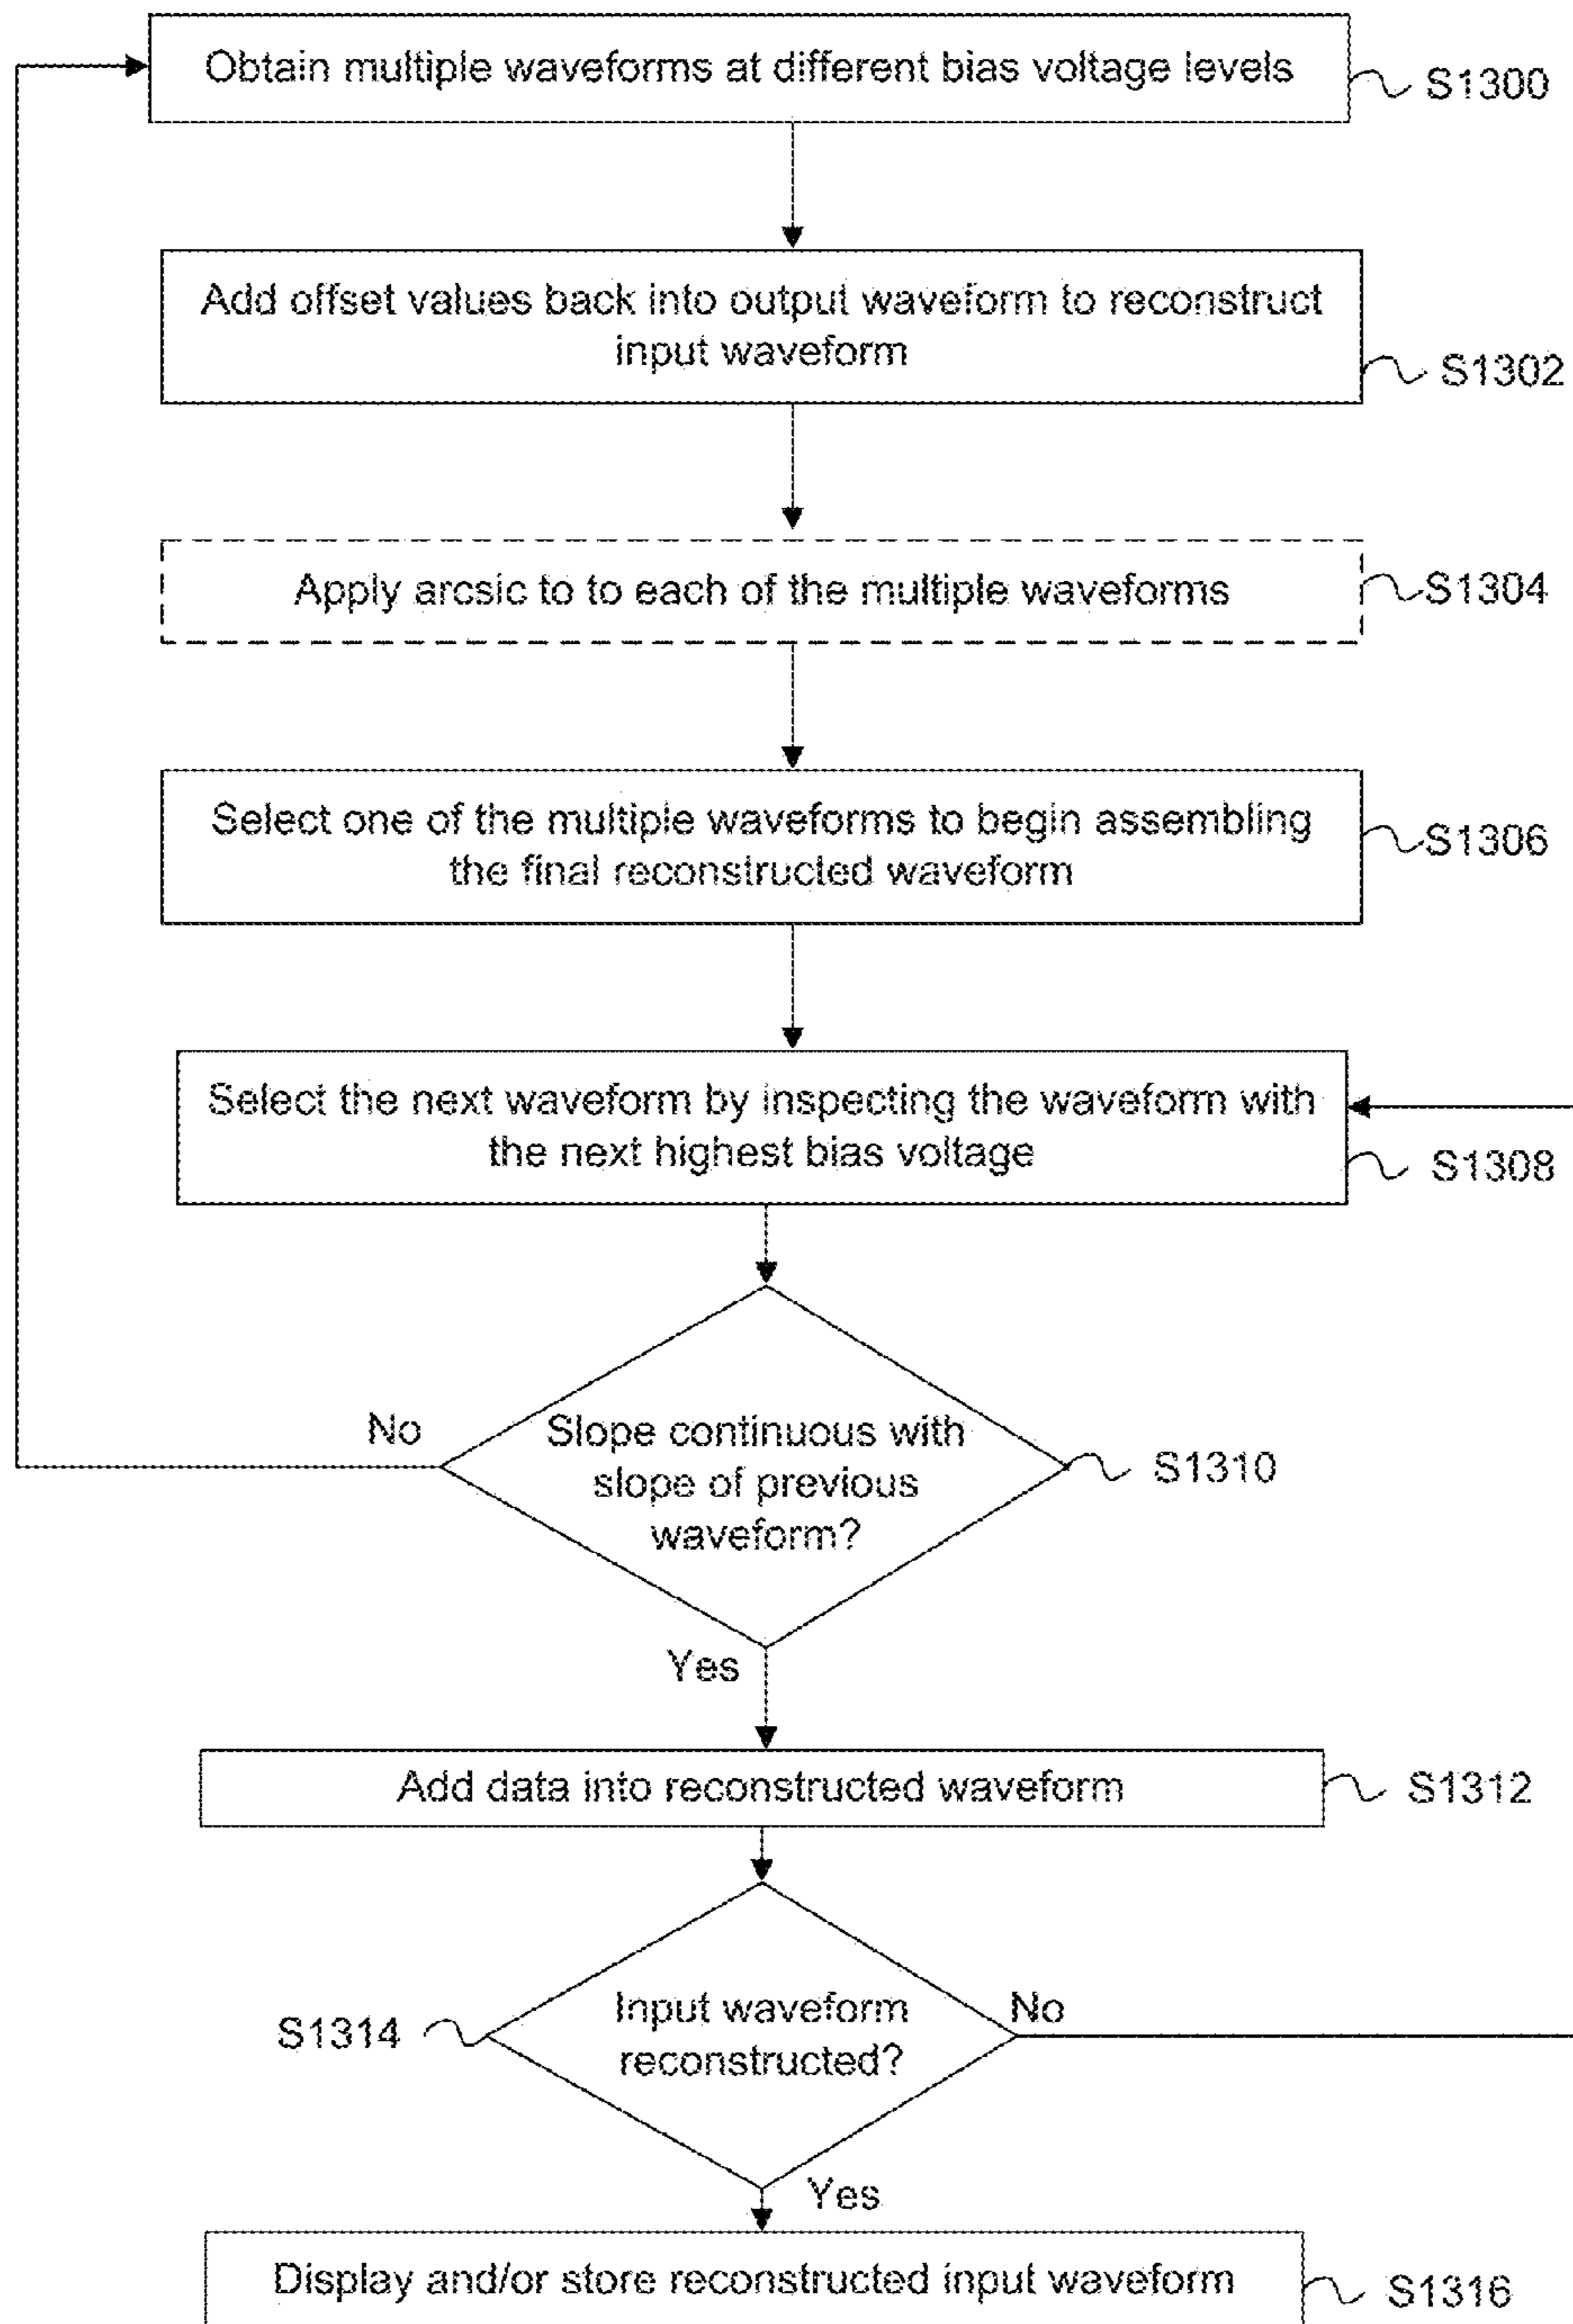 Obtain multiple waveforms at different bias voltage levels
S1300
Add offset values back into output waveform to reconstruct
input waveform
S1302
Apply arcsic to to each of the multiple waveforms
S1304
Select one of the multiple waveforms to begin assembling
the final reconstructed waveform
S1306
Select the next waveform by inspecting the waveform with
the next highest bias voltage
S1308
No
Slope continuous with
slope of previous
waveform?
S1310
Yes
Add data into reconstructed waveform
S1312
S1314
Input waveform
reconstructed?
No
Yes
Display and/or store reconstructed input waveform
S1316